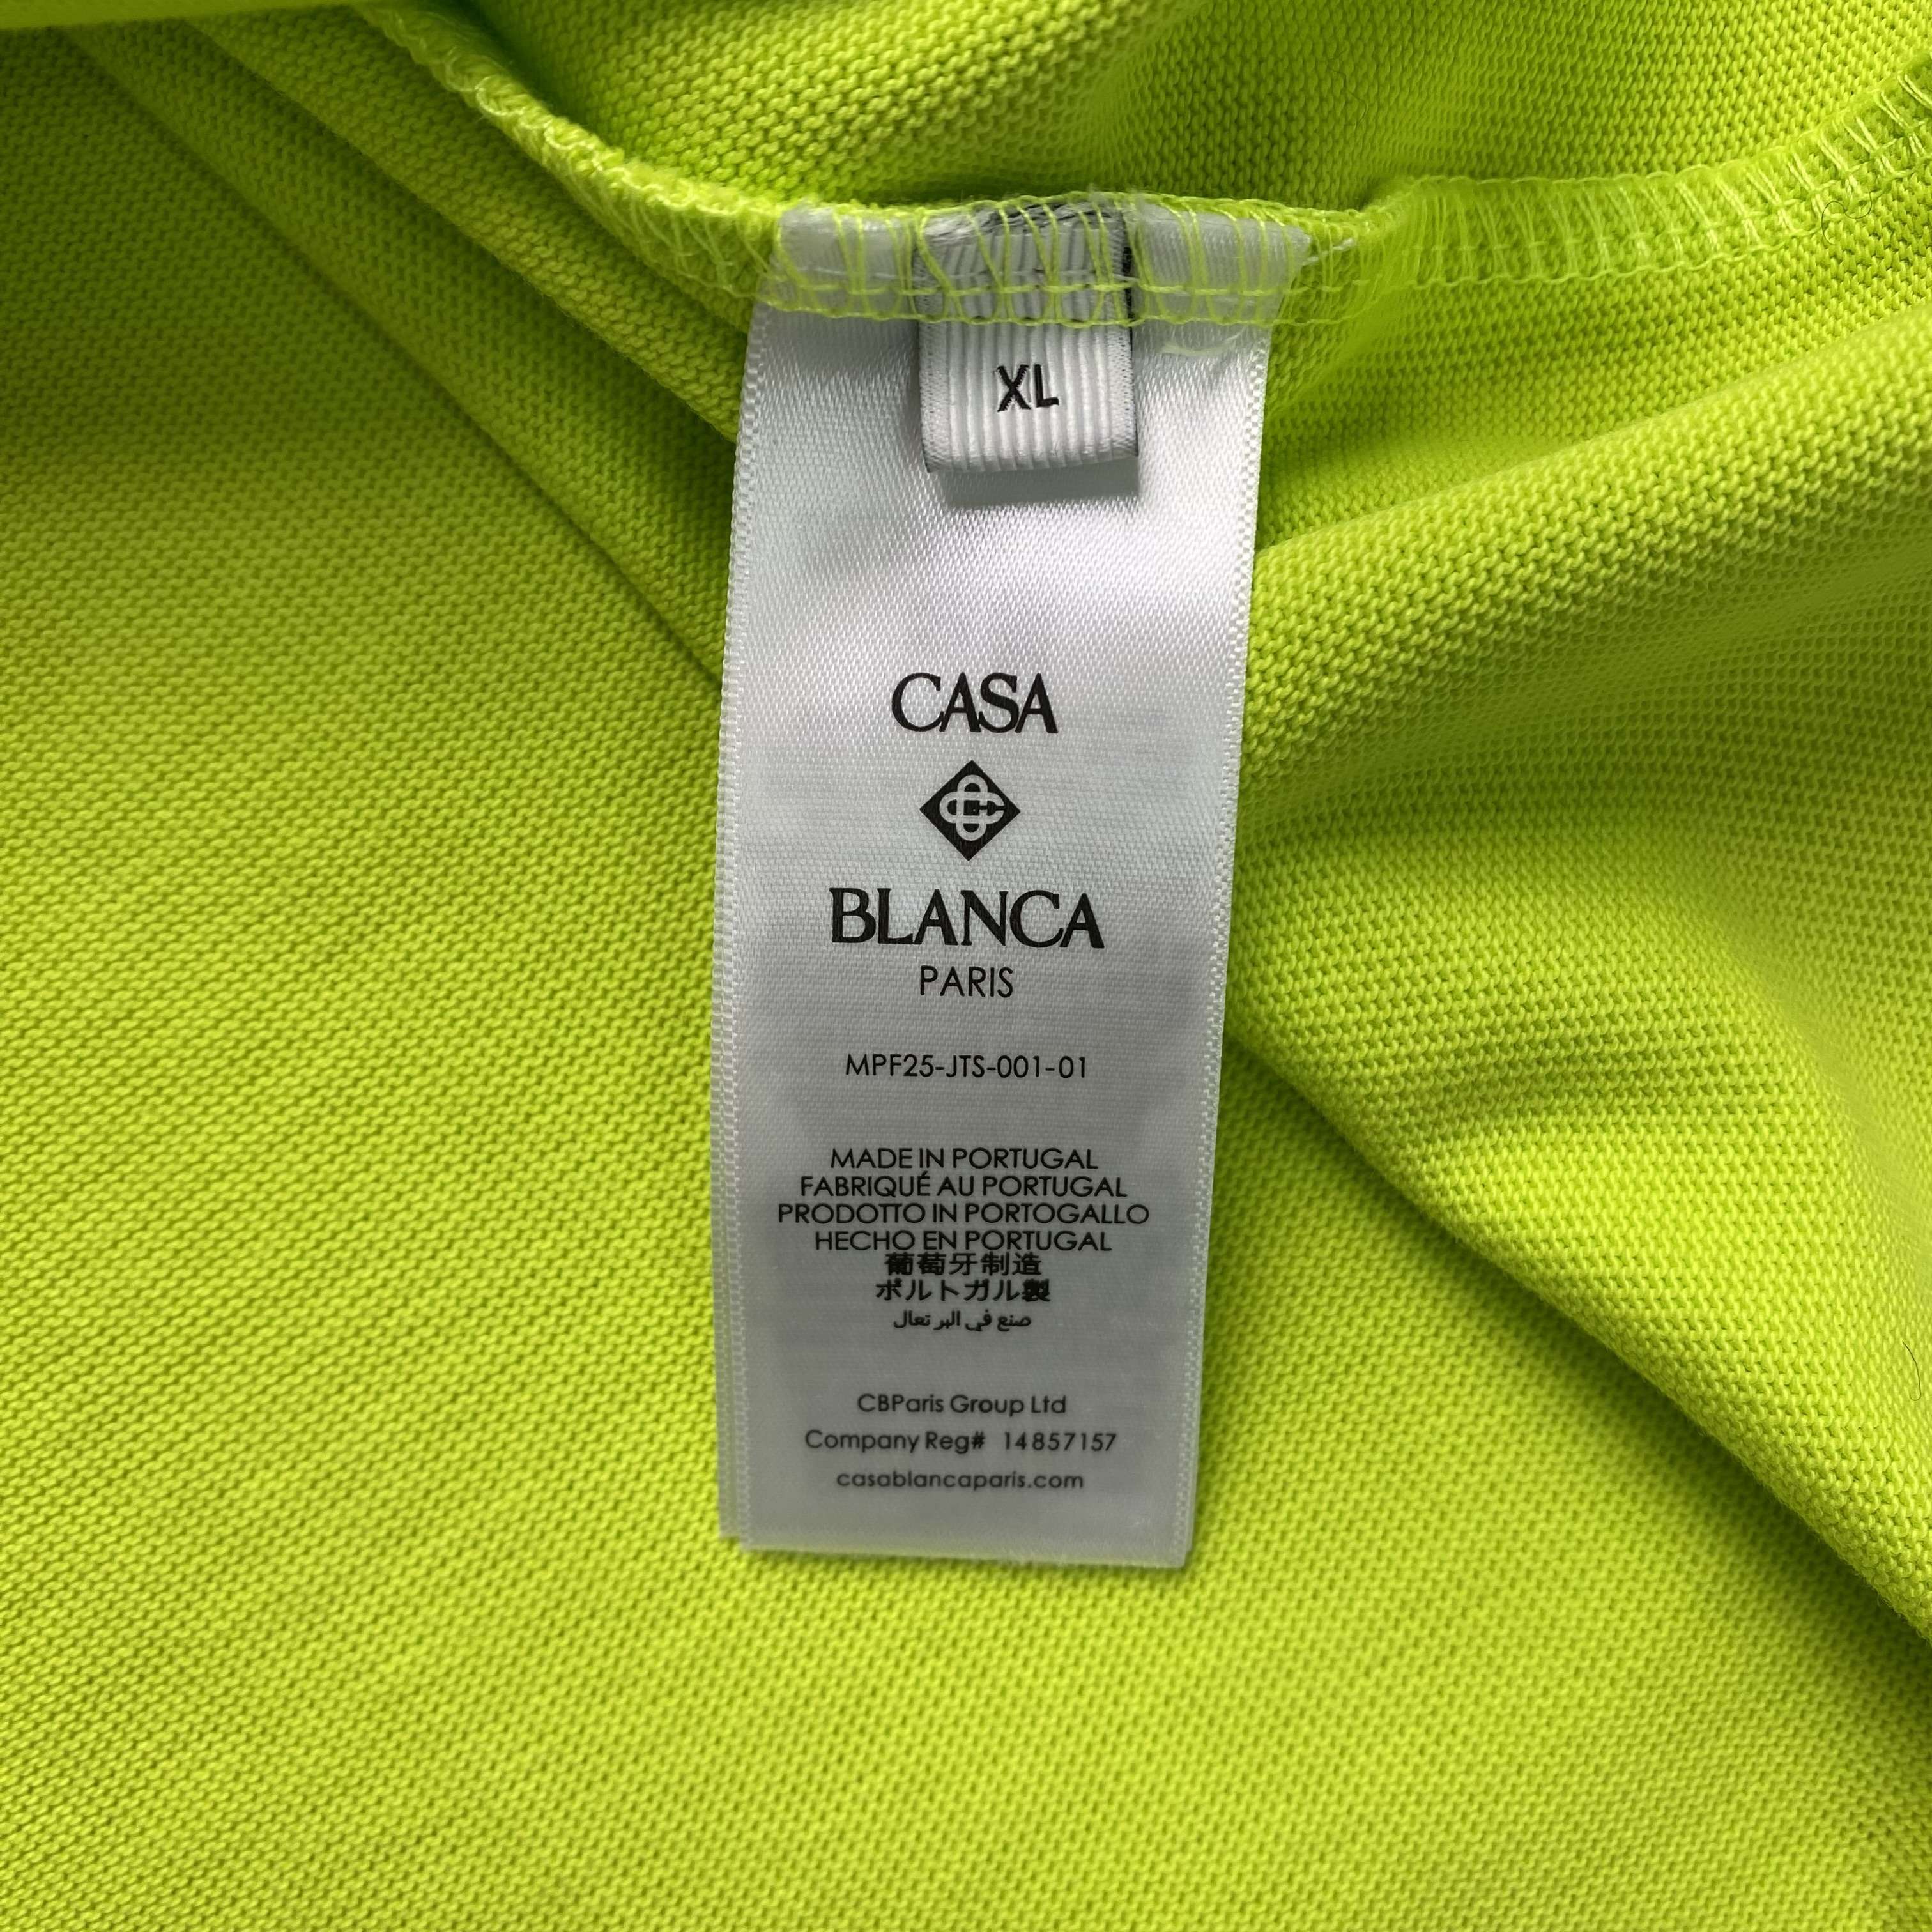 XL
CASA
BLANCA
PARIS
MPF25-JTS-001-01
MADE IN PORTUGAL
FABRIQUÉ AU PORTUGAL
PRODOTTO IN PORTOGALLO
HECHO EN PORTUGAL
葡萄牙制造
ポルトガル製
صنع في البر تعال
CBParis Group Ltd
Company Reg# 14857157
casablancaparis.com